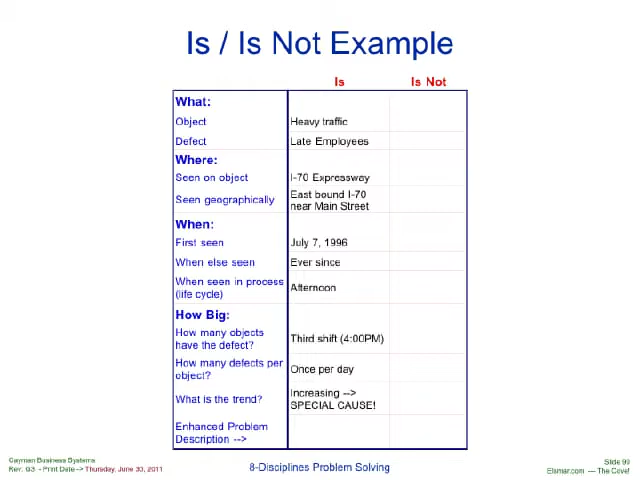 Is / Is Not Example
Is Is Not
What:
Object Heavy traffic
Defect Late Employees
Where:
Seen on object I-70 Expressway
Seen geographically East bound I-70
near Main Street
When:
First seen July 7, 1996
When else seen Ever since
When seen in process
(life cycle) Afternoon
How Big:
How many objects
have the defect? Third shift (4:00PM)
How many defects per
object? Once per day
What is the trend? Increasing -->
SPECIAL CAUSE!
Enhanced Problem
Description -->
Cayman Business Systems
Rev: G3 - Print Date -> Thursday, June 30, 2011
8-Disciplines Problem Solving
Slide 99
Elsmar.com — The Cove!